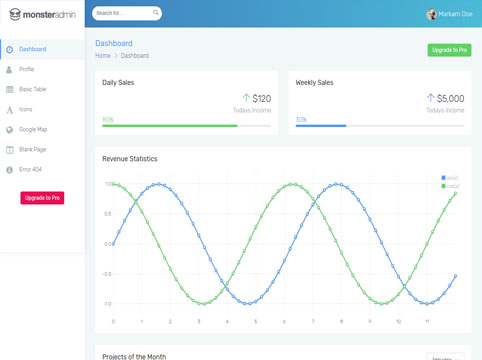 monsteradmin
Search for...
Markarn Doe
Dashboard
Profile
Basic Table
Icons
Google Map
Blank Page
Error 404
Upgrade to Pro
Dashboard
Home > Dashboard
Upgrade to Pro
Daily Sales
$120
Todays Income
80%
Weekly Sales
$5,000
Todays Income
30%
Revenue Statistics
sin(x)
cos(x)
1.0
0.5
0.0
-0.5
-1.0
0 1 2 3 4 5 6 7 8 9 10 11
Projects of the Month